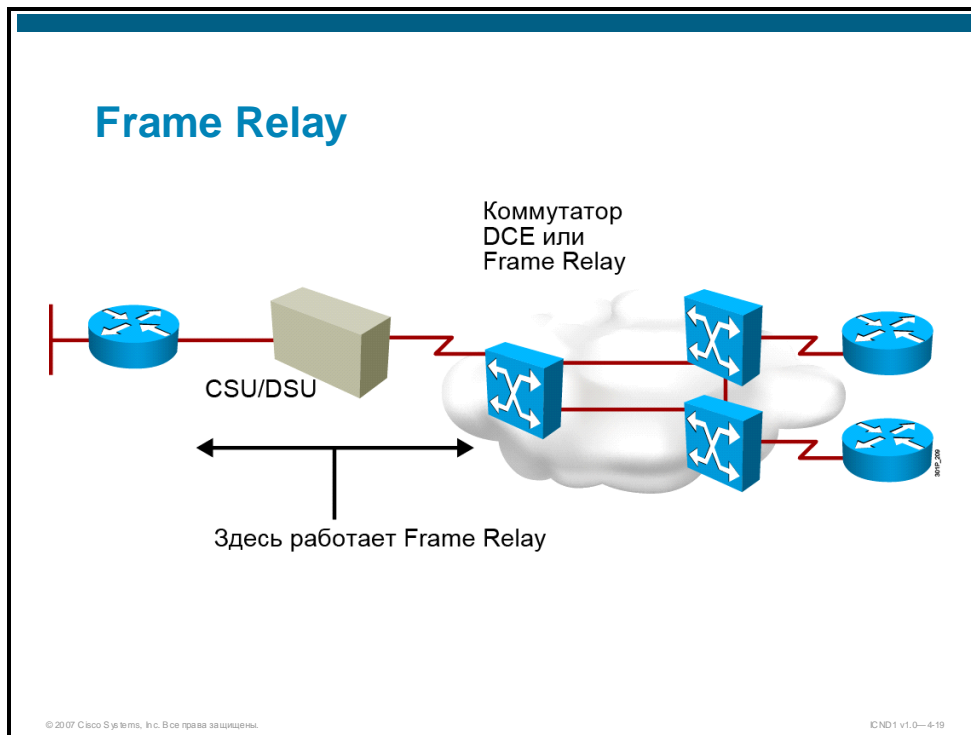 Frame Relay
Коммутатор
DCE или
Frame Relay
CSU/DSU
Здесь работает Frame Relay
301P_209
© 2007 Cisco Systems, Inc. Все права защищены.
ICND1 v1.0—4-19